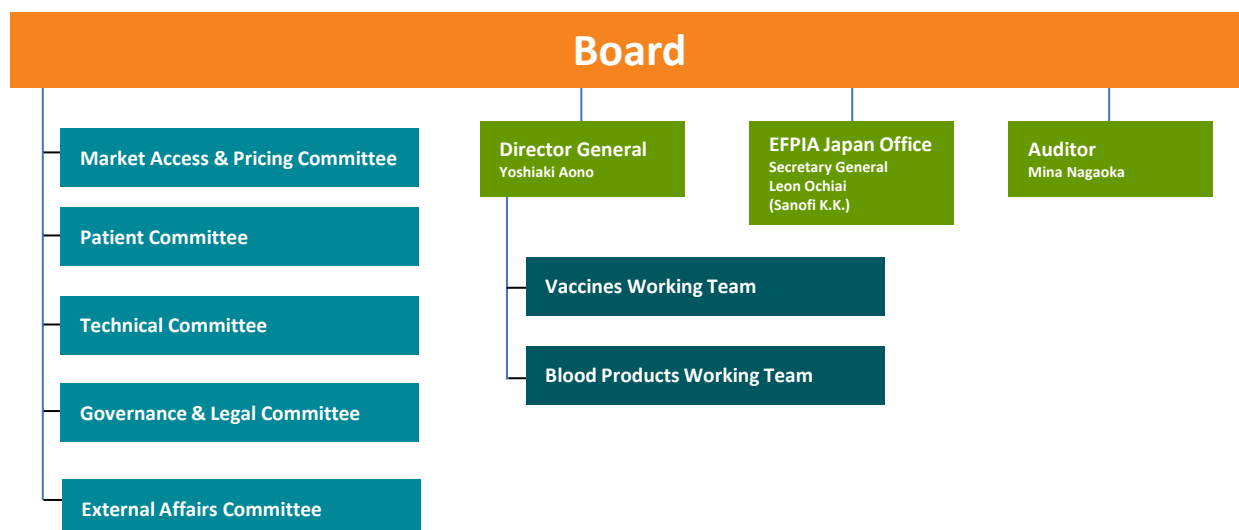 Board
Market Access & Pricing Committee
Patient Committee
Technical Committee
Governance & Legal Committee
External Affairs Committee
Director General
Yoshiaki Aono
Vaccines Working Team
Blood Products Working Team
EFPIA Japan Office
Secretary General
Leon Ochiai
(Sanofi K.K.)
Auditor
Mina Nagaoka